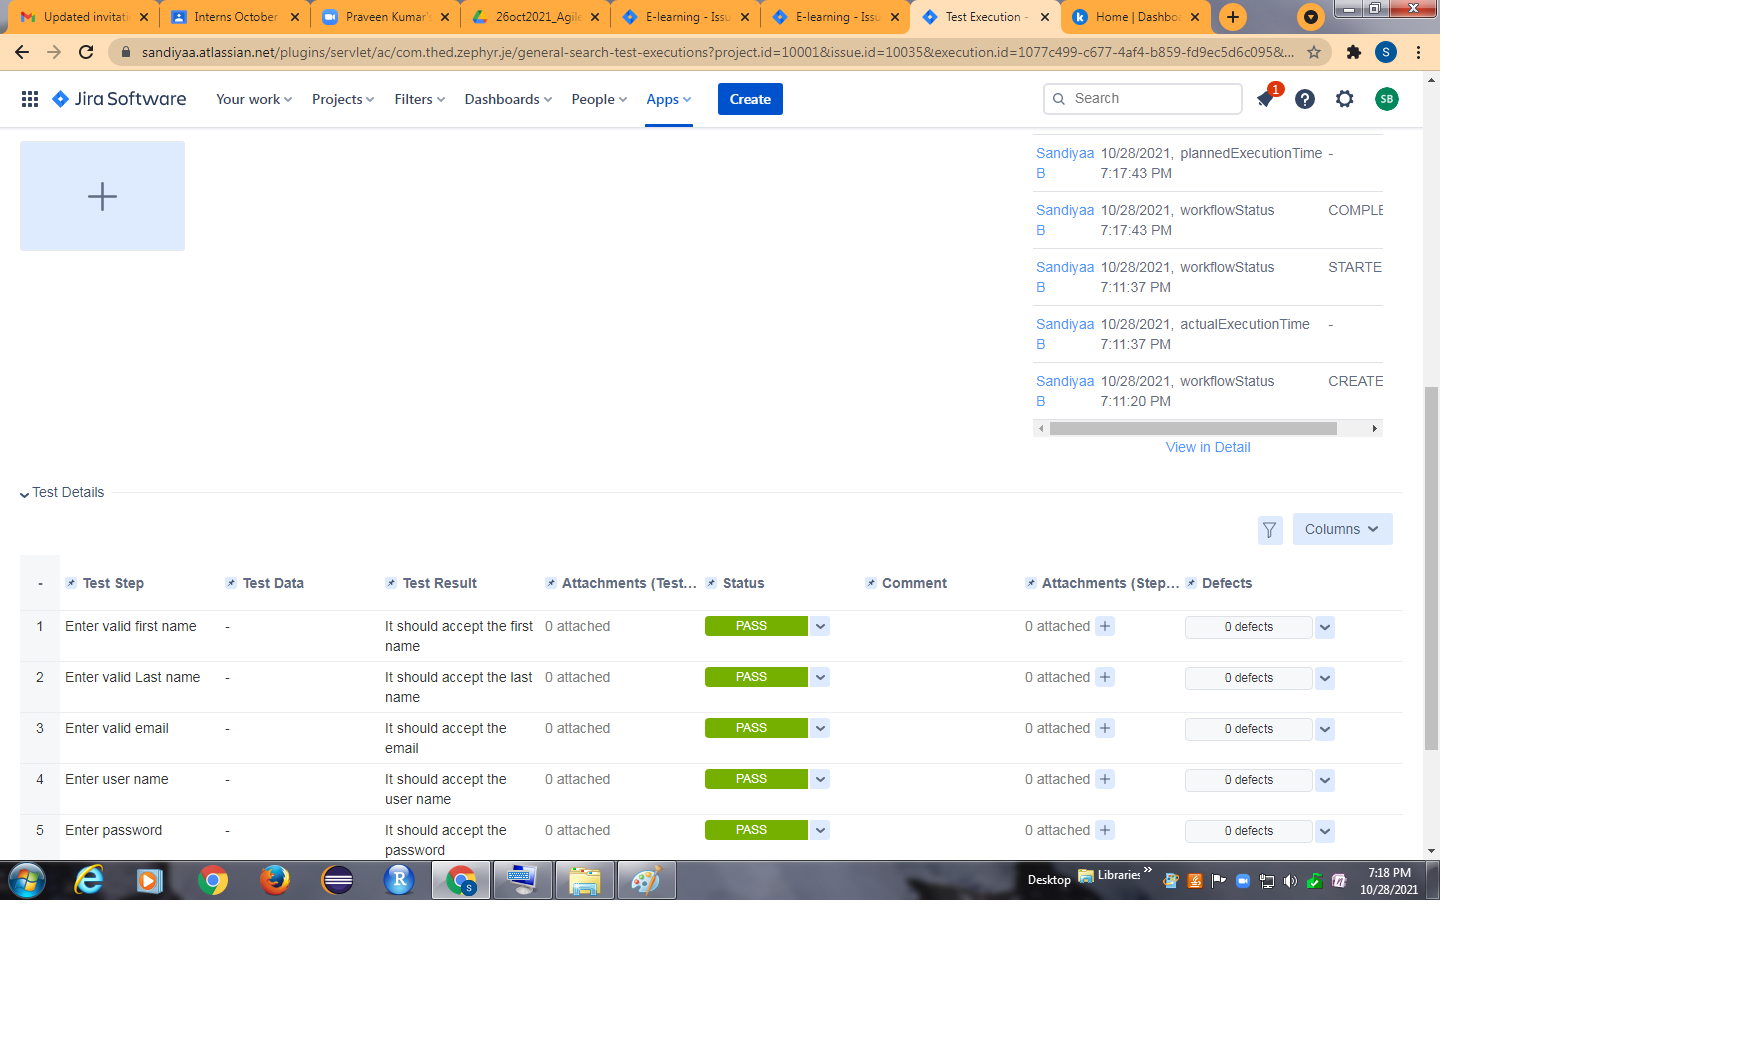 Updated invitati
Interns October
Praveen Kumar's
26oct2021_Agile
E-learning - Issu
E-learning - Issu
Test Execution -
Home | Dashboa
sandiyaa.atlassian.net/plugins/servlet/ac/com.thed.zephyr.je/general-search-test-executions?project.id=10001&issue.id=10035&execution.id=1077c499-c677-4af4-b859-fd9ec5d6c095&...
S
Jira Software
Your work
Projects
Filters
Dashboards
People
Apps
Create
Search
1
SB
Sandiyaa B 10/28/2021, 7:17:43 PM plannedExecutionTime -
Sandiyaa B 10/28/2021, 7:17:43 PM workflowStatus COMPLE
Sandiyaa B 10/28/2021, 7:11:37 PM workflowStatus STARTE
Sandiyaa B 10/28/2021, 7:11:37 PM actualExecutionTime -
Sandiyaa B 10/28/2021, 7:11:20 PM workflowStatus CREATE
View in Detail
Test Details
Columns
- Test Step Test Data Test Result Attachments (Test... Status Comment Attachments (Step... Defects
1 Enter valid first name - It should accept the first name 0 attached PASS 0 attached 0 defects
2 Enter valid Last name - It should accept the last name 0 attached PASS 0 attached 0 defects
3 Enter valid email - It should accept the email 0 attached PASS 0 attached 0 defects
4 Enter user name - It should accept the user name 0 attached PASS 0 attached 0 defects
5 Enter password - It should accept the password 0 attached PASS 0 attached 0 defects
Desktop
Libraries
7:18 PM
10/28/2021